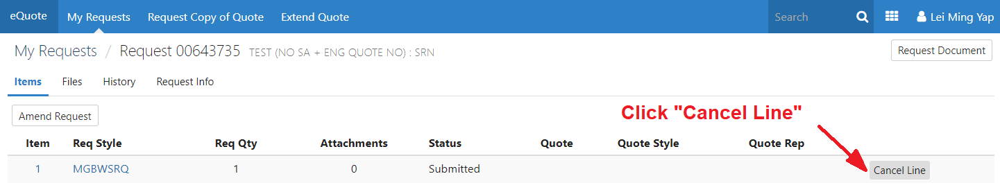 eQuote My Requests Request Copy of Quote Extend Quote Search Lei Ming Yap
My Requests / Request 00643735 TEST (NO SA + ENG QUOTE NO) : SRN Request Document
Items Files History Request Info
Amend Request
Click "Cancel Line"
Item Req Style Req Qty Attachments Status Quote Quote Style Quote Rep
1 MGBWSRQ 1 0 Submitted Cancel Line